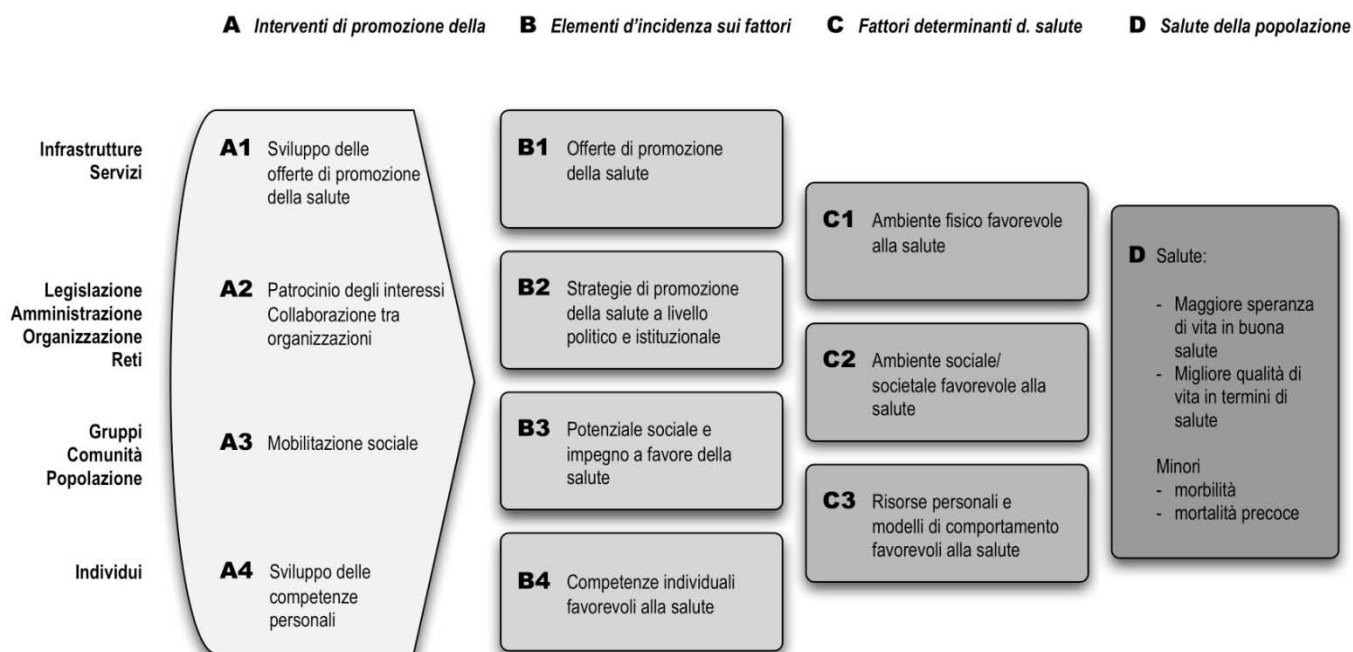 A Interventi di promozione della
B Elementi d'incidenza sui fattori
C Fattori determinanti d. salute
D Salute della popolazione
Infrastrutture
Servizi
A1 Sviluppo delle
offerte di promozione
della salute
B1 Offerte di promozione
della salute
Legislazione
Amministrazione
Organizzazione
Reti
A2 Patrocinio degli interessi
Collaborazione tra
organizzazioni
B2 Strategie di promozione
della salute a livello
politico e istituzionale
Gruppi
Comunità
Popolazione
A3 Mobilitazione sociale
B3 Potenziale sociale e
impegno a favore della
salute
Individui
A4 Sviluppo delle
competenze
personali
B4 Competenze individuali
favorevoli alla salute
C1 Ambiente fisico favorevole
alla salute
C2 Ambiente sociale/
societale favorevole alla
salute
C3 Risorse personali e
modelli di comportamento
favorevoli alla salute
D Salute:
- Maggiore speranza
di vita in buona
salute
- Migliore qualità di
vita in termini di
salute
Minori
- morbilità
- mortalità precoce